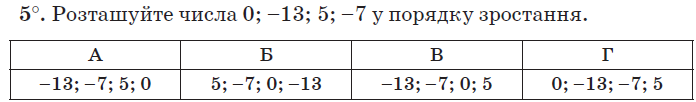 5°. Розташуйте числа 0; –13; 5; –7 у порядку зростання.
А Б В Г
–13; –7; 5; 0 5; –7; 0; –13 –13; –7; 0; 5 0; –13; –7; 5